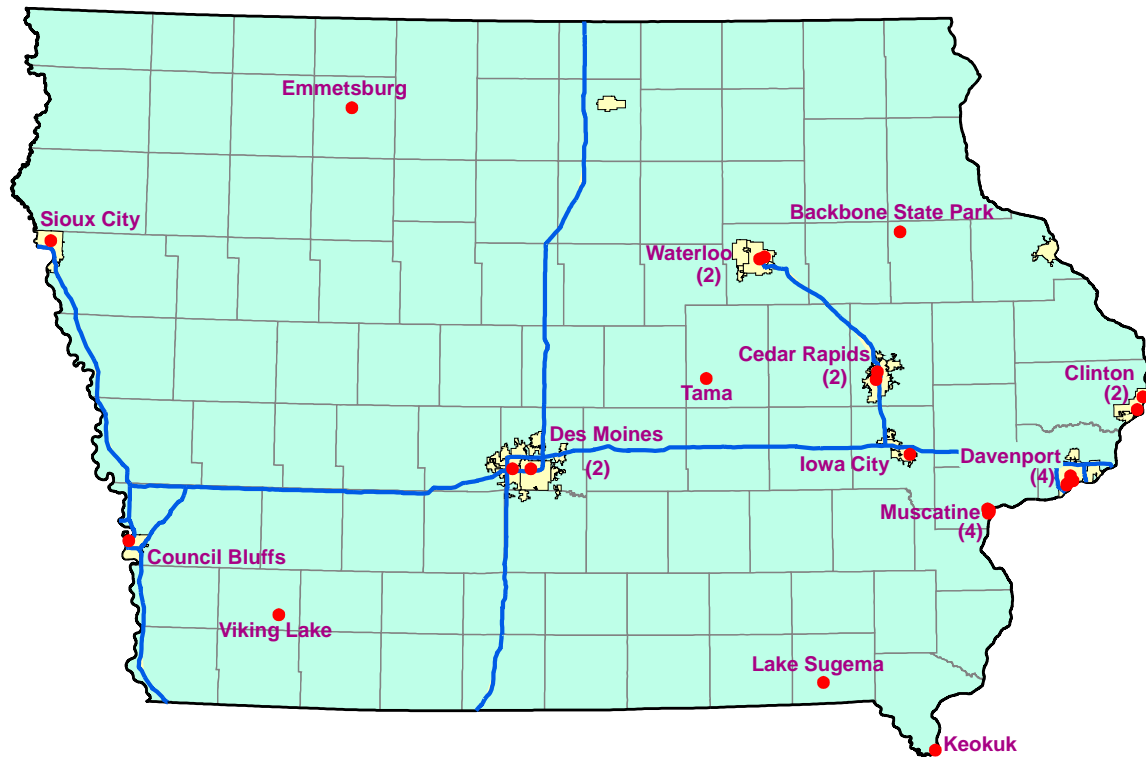 Emmetsburg
Sioux City
Backbone State Park
Waterloo
(2)
Cedar Rapids
(2)
Clinton
(2)
Tama
Des Moines
(2)
Iowa City
Davenport
(4)
Muscatine
(4)
Council Bluffs
Viking Lake
Lake Sugema
Keokuk